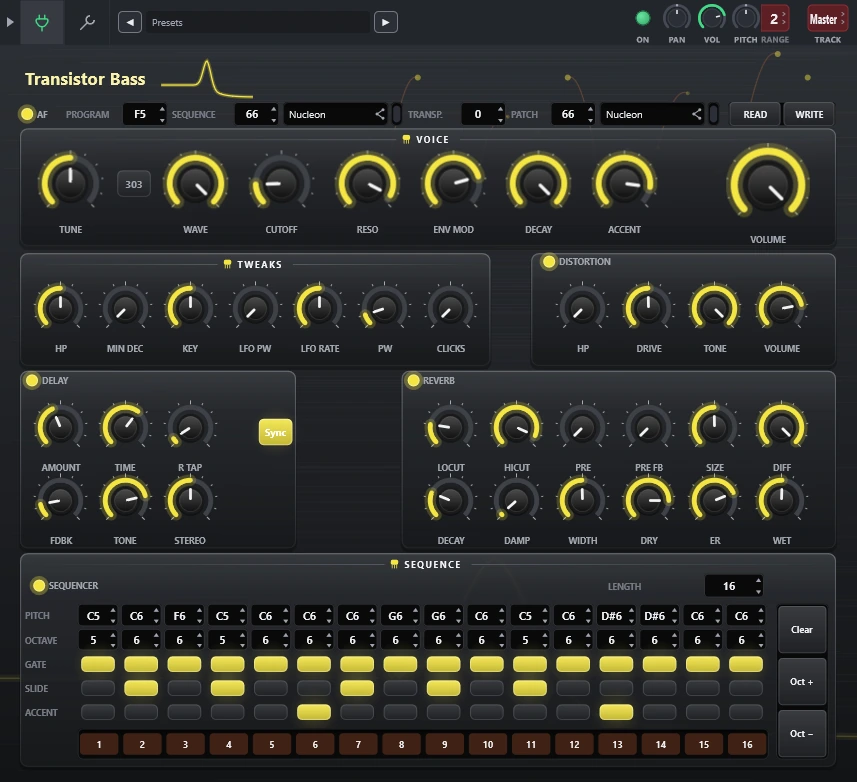 Presets
2
Master
ON PAN VOL PITCH RANGE TRACK
Transistor Bass
AF PROGRAM F5 SEQUENCE 66 Nucleon TRANSP. 0 PATCH 66 Nucleon READ WRITE
VOICE
303
TUNE WAVE CUTOFF RESO ENV MOD DECAY ACCENT VOLUME
TWEAKS
DISTORTION
HP MIN DEC KEY LFO PW LFO RATE PW CLICKS HP DRIVE TONE VOLUME
DELAY REVERB
Sync
AMOUNT TIME R TAP LOCUT HICUT PRE PRE FB SIZE DIFF
FDBK TONE STEREO DECAY DAMP WIDTH DRY ER WET
SEQUENCE
SEQUENCER LENGTH 16
PITCH C5 C6 F6 C5 C6 C6 C6 G6 G6 C6 C5 C6 D#6 D#6 C6 C6
Clear
OCTAVE 5 6 6 5 6 6 6 6 6 6 5 6 6 6 6 6
GATE
Oct +
SLIDE
ACCENT
Oct –
1 2 3 4 5 6 7 8 9 10 11 12 13 14 15 16